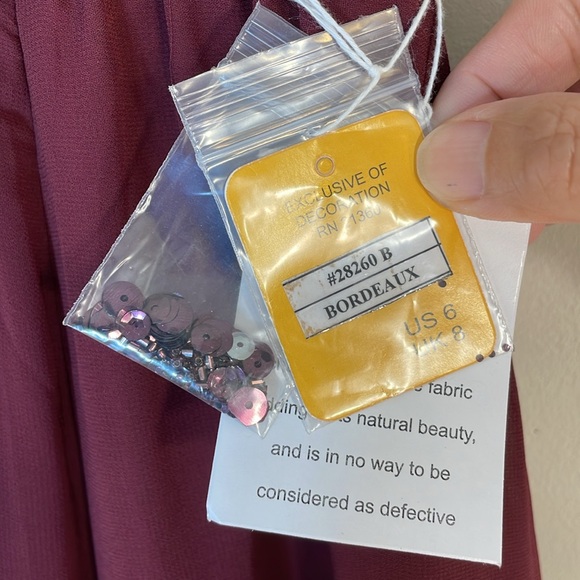 EXCLUSIVE OF
DECORATION
RN
#28260 B
BORDEAUX
US 6
UK 8
fabric
natural beauty,
and is in no way to be
considered as defective